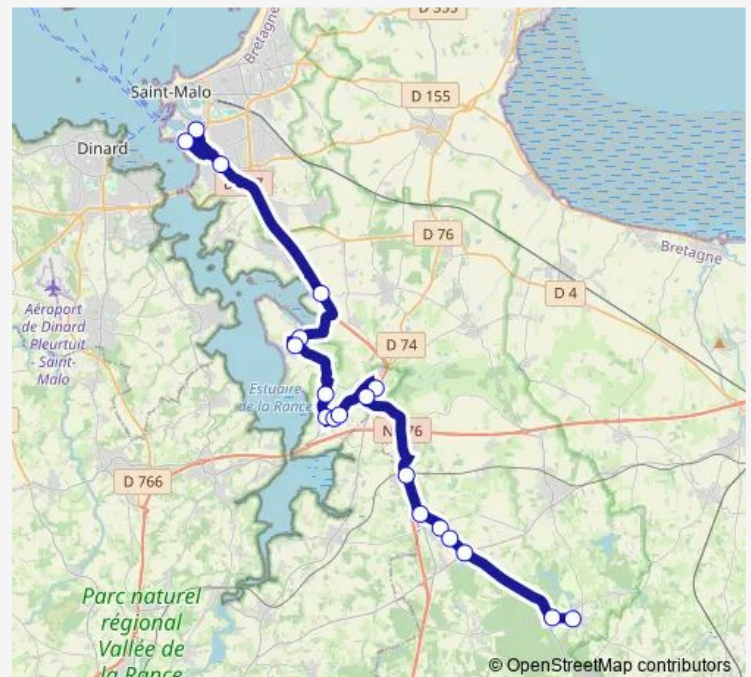 D 355
Bretagne
Saint-Malo
D 155
Dinard
D 76
Bretagne
D 4
Aéroport
de Dinard
- Pleurtuit
- Saint-
Malo
D 74
Estuaire
de la Rance
D 766
Parc naturel
régional
Vallée de
la Rance
© OpenStreetMap contributors